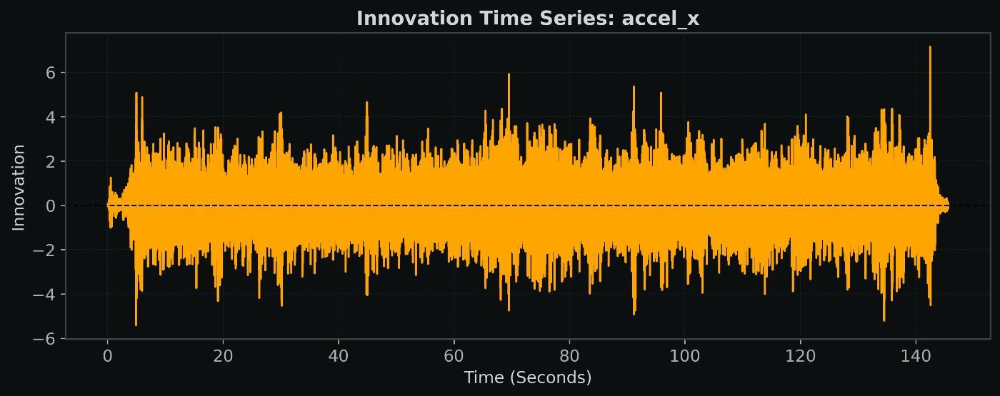 Innovation Time Series: accel_x
Innovation
6
4
2
0
−2
−4
−6
0 20 40 60 80 100 120 140
Time (Seconds)